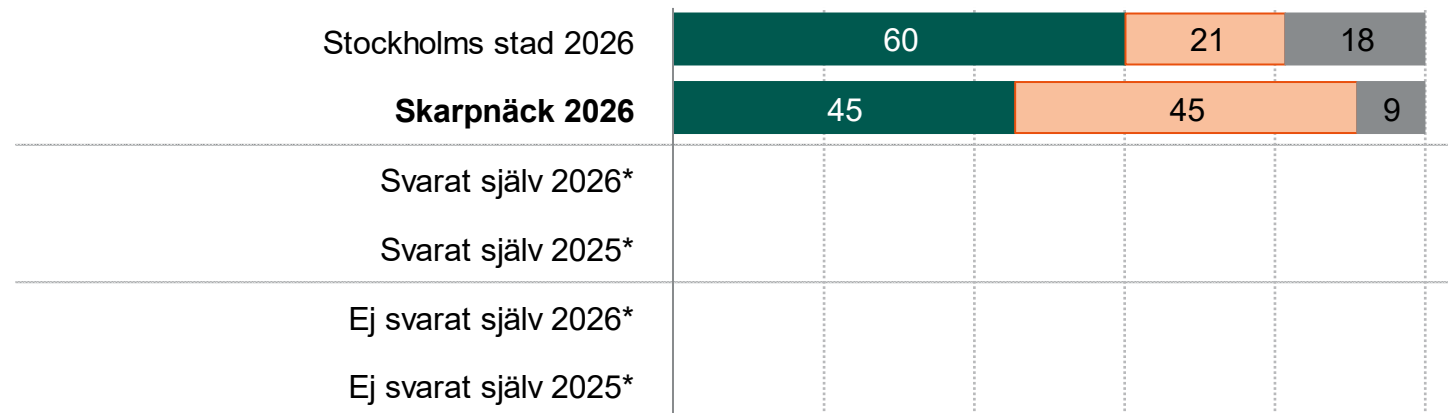 Stockholms stad 2026 60 21 18
Skarpnäck 2026 45 45 9
Svarat själv 2026*
Svarat själv 2025*
Ej svarat själv 2026*
Ej svarat själv 2025*